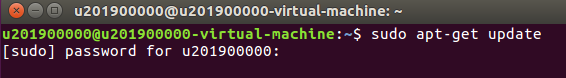 u201900000@u201900000-virtual-machine: ~
u201900000@u201900000-virtual-machine:~$ sudo apt-get update
[sudo] password for u201900000: